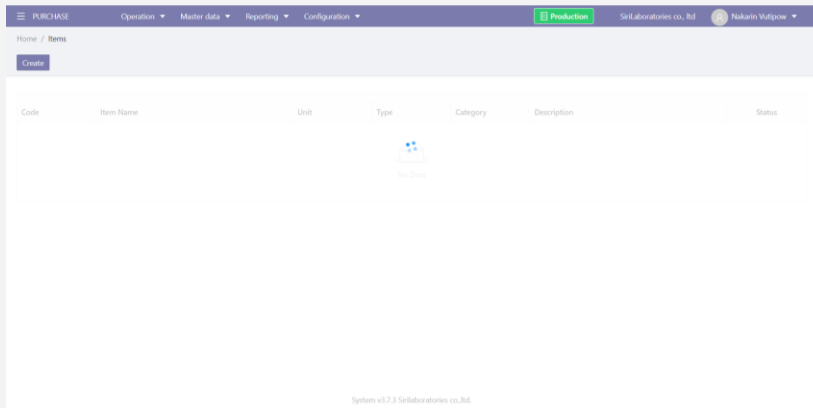 PURCHASE Operation Master data Reporting Configuration Production SiriLaboratories co., ltd Nakarin Vutipow
Home / Items
Create
Code Item Name Unit Type Category Description Status
No Data
System v3.7.3 Sirilaboratories co.,ltd.